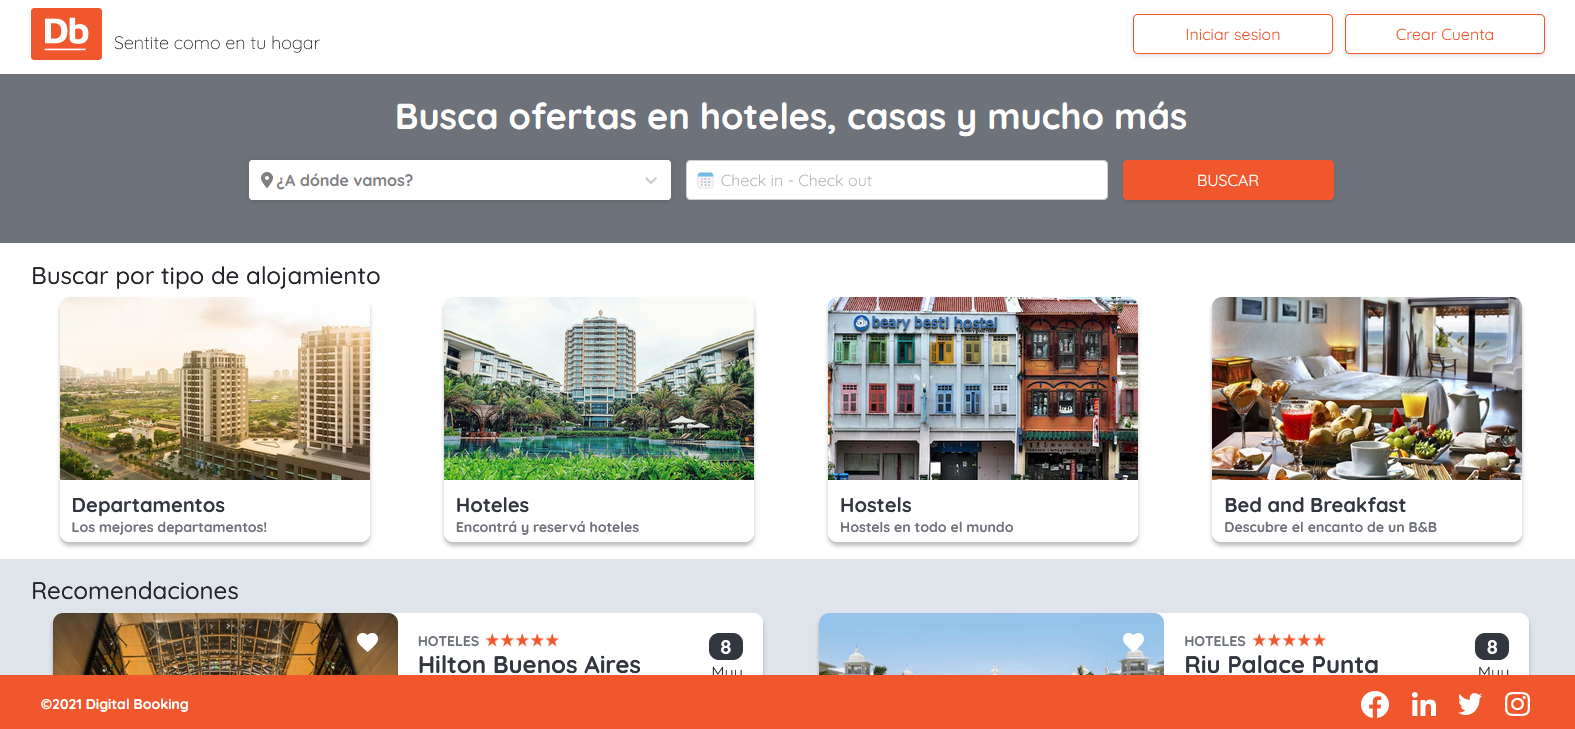 Db
Sentite como en tu hogar
Iniciar sesion
Crear Cuenta
Busca ofertas en hoteles, casas y mucho más
¿A dónde vamos?
Check in - Check out
BUSCAR
Buscar por tipo de alojamiento
beary best! hostel
Departamentos
Los mejores departamentos!
Hoteles
Encontrá y reservá hoteles
Hostels
Hostels en todo el mundo
Bed and Breakfast
Descubre el encanto de un B&B
Recomendaciones
HOTELES
8
Hilton Buenos Aires
Muy
HOTELES
8
Riu Palace Punta
Muy
©2021 Digital Booking